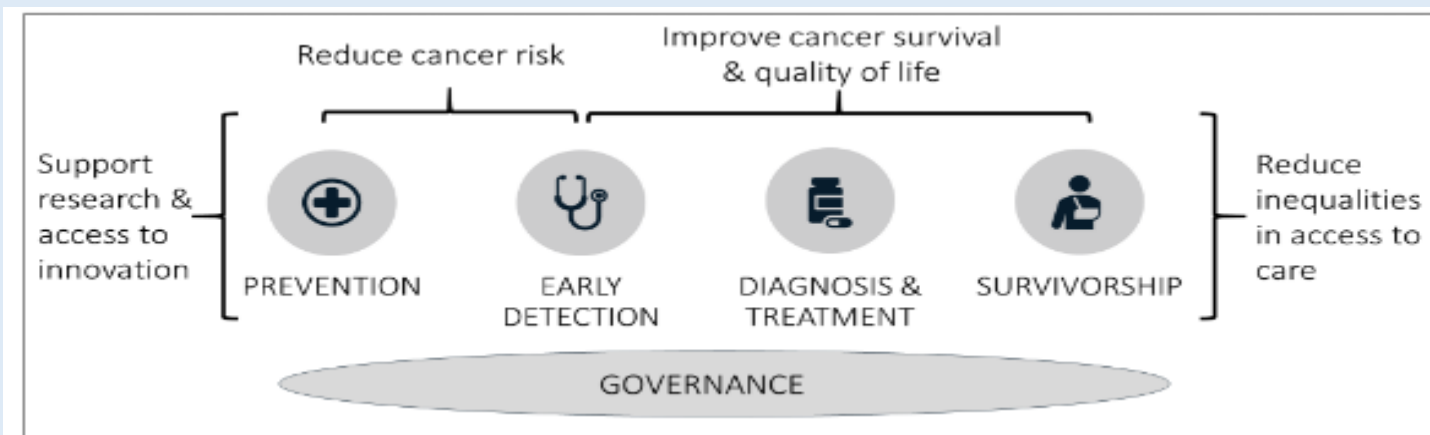 Reduce cancer risk
Improve cancer survival
& quality of life
Support
research &
access to
innovation
PREVENTION
EARLY
DETECTION
DIAGNOSIS &
TREATMENT
SURVIVORSHIP
Reduce
inequalities
in access to
care
GOVERNANCE